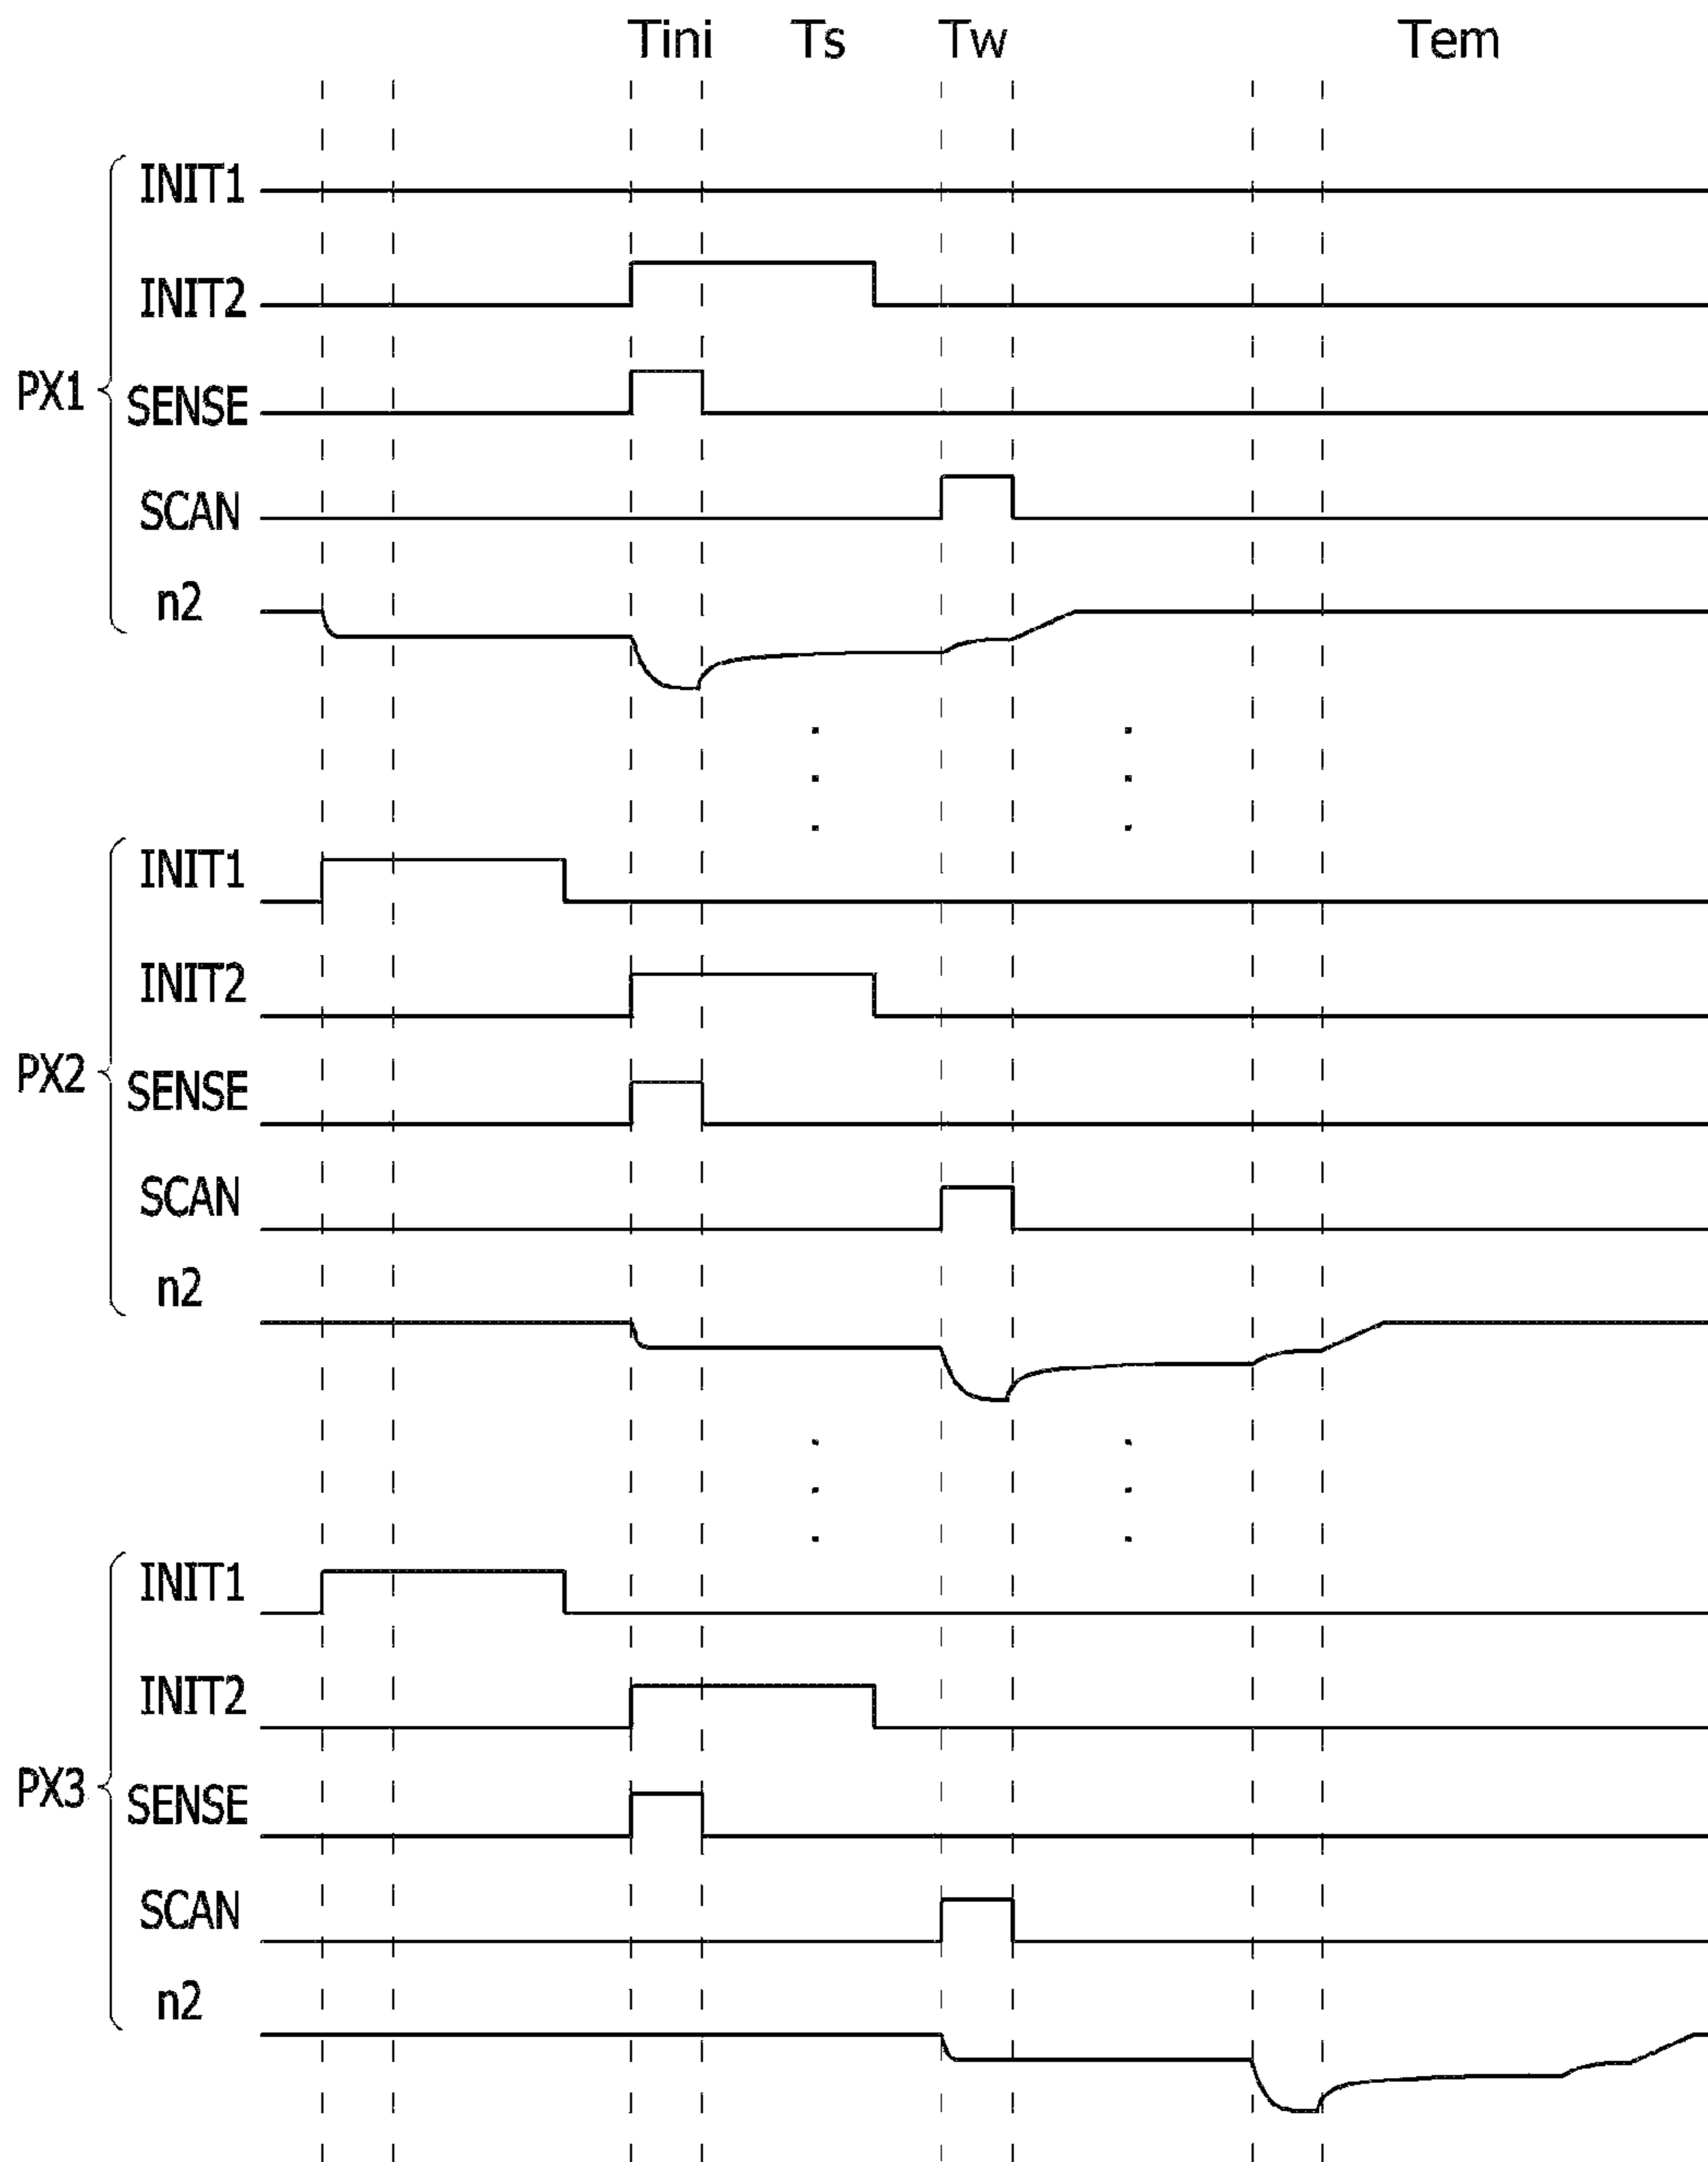 Tini Ts Tw Tem
INIT1
INIT2
PX1
SENSE
SCAN
n2
INIT1
INIT2
PX2
SENSE
SCAN
n2
INIT1
INIT2
PX3
SENSE
SCAN
n2